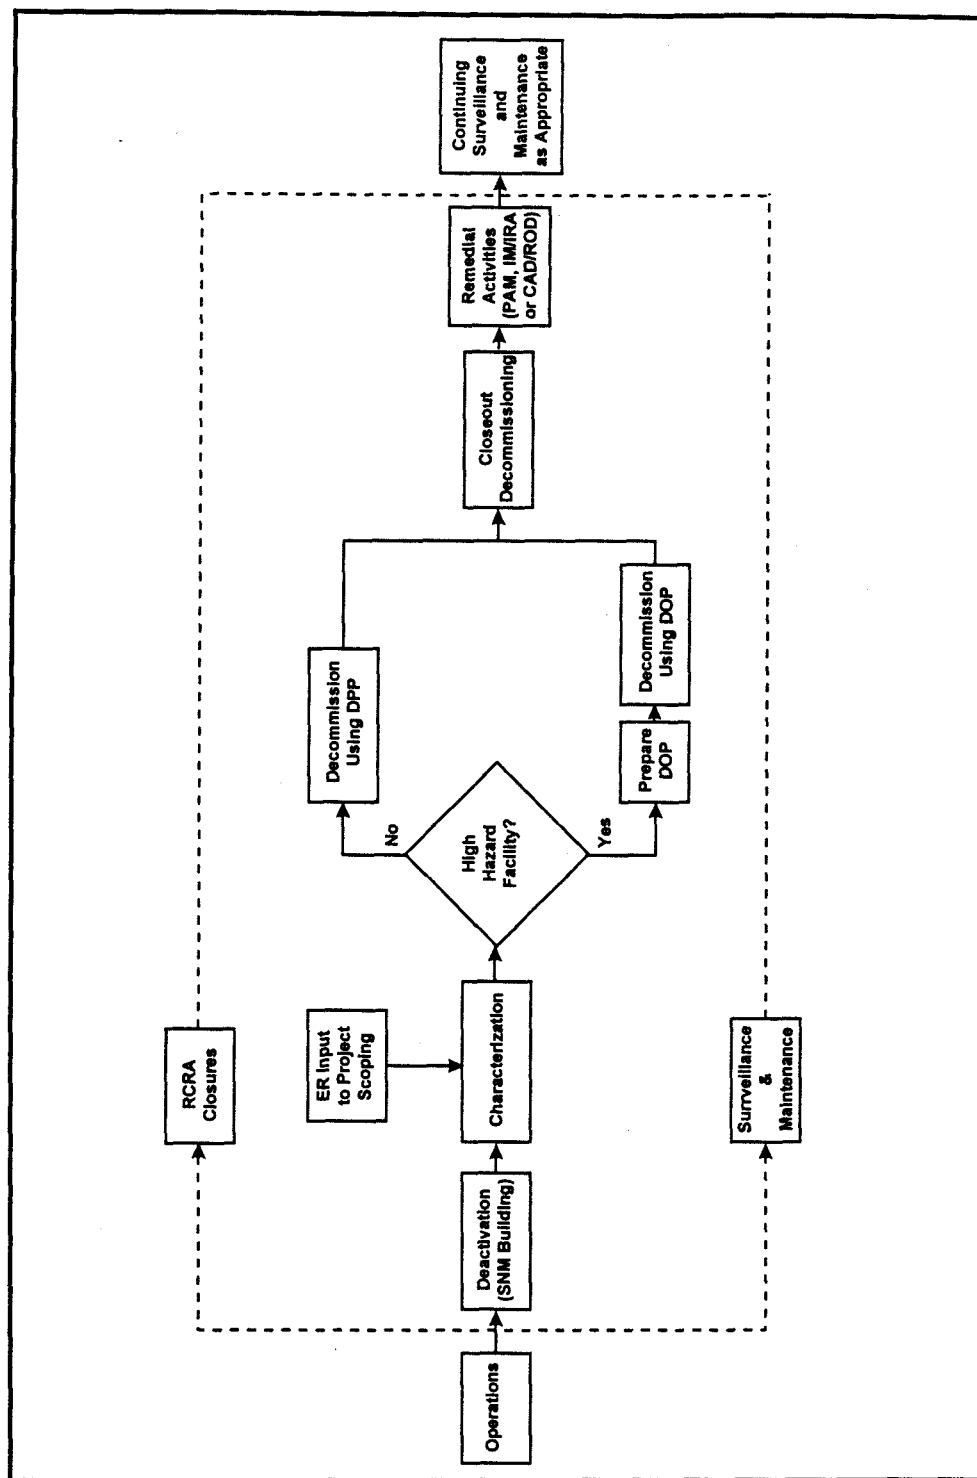 Operations
Deactivation
(SNM Building)
RCRA
Closures
ER Input
to Project
Scoping
Characterization
Surrveillance
&
Maintenance
High
Hazard
Facility?
No
Yes
Decommission
Using DPP
Prepare
DOP
Decommission
Using DOP
Closeout
Decommissioning
Remedial
Activities
(PAM, IM/IRA
or CAD/ROD)
Continuing
Surveillance
and
Maintenance
as Appropriate